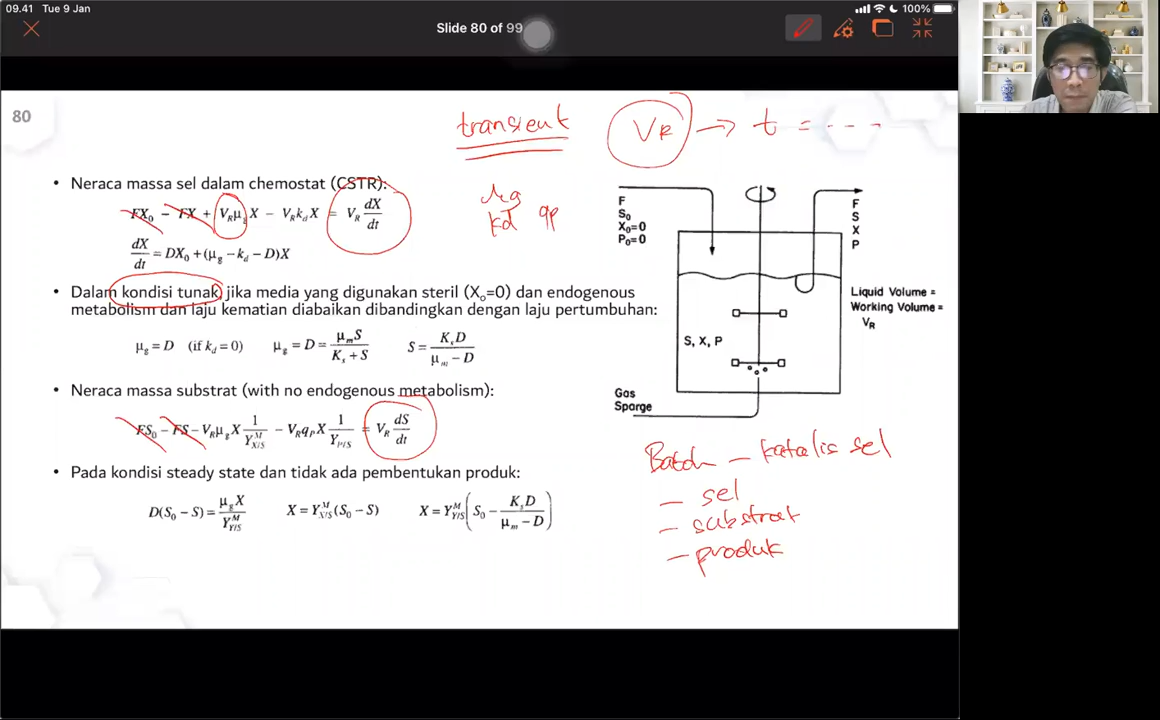 09.41 Tue 9 Jan
100%
Slide 80 of 99
80
transient V_R → t = ----
• Neraca massa sel dalam chemostat (CSTR):
FX₀ − FX + V_Rμ_gX − V_Rk_dX = V_R dX/dt
μg
kd qp
dX/dt = DX₀ + (μ_g − k_d − D)X
• Dalam kondisi tunak, jika media yang digunakan steril (X₀=0) dan endogenous
metabolism dan laju kematian diabaikan dibandingkan dengan laju pertumbuhan:
μ_g = D (if k_d = 0) μ_g = D = μ_mS/(K_s + S) S = K_sD/(μ_m − D)
• Neraca massa substrat (with no endogenous metabolism):
FS₀ − FS − V_Rμ_gX 1/Y^M_X/S − V_Rq_PX 1/Y_P/S = V_R dS/dt
• Pada kondisi steady state dan tidak ada pembentukan produk:
D(S₀ − S) = μ_gX/Y^M_X/S X = Y^M_X/S (S₀ − S) X = Y^M_X/S (S₀ − K_sD/(μ_m − D))
F
S₀
X₀=0
P₀=0
F
S
X
P
Liquid Volume =
Working Volume =
V_R
S, X, P
Gas
Sparge
Batch – katalis sel
– sel
– substrat
– produk